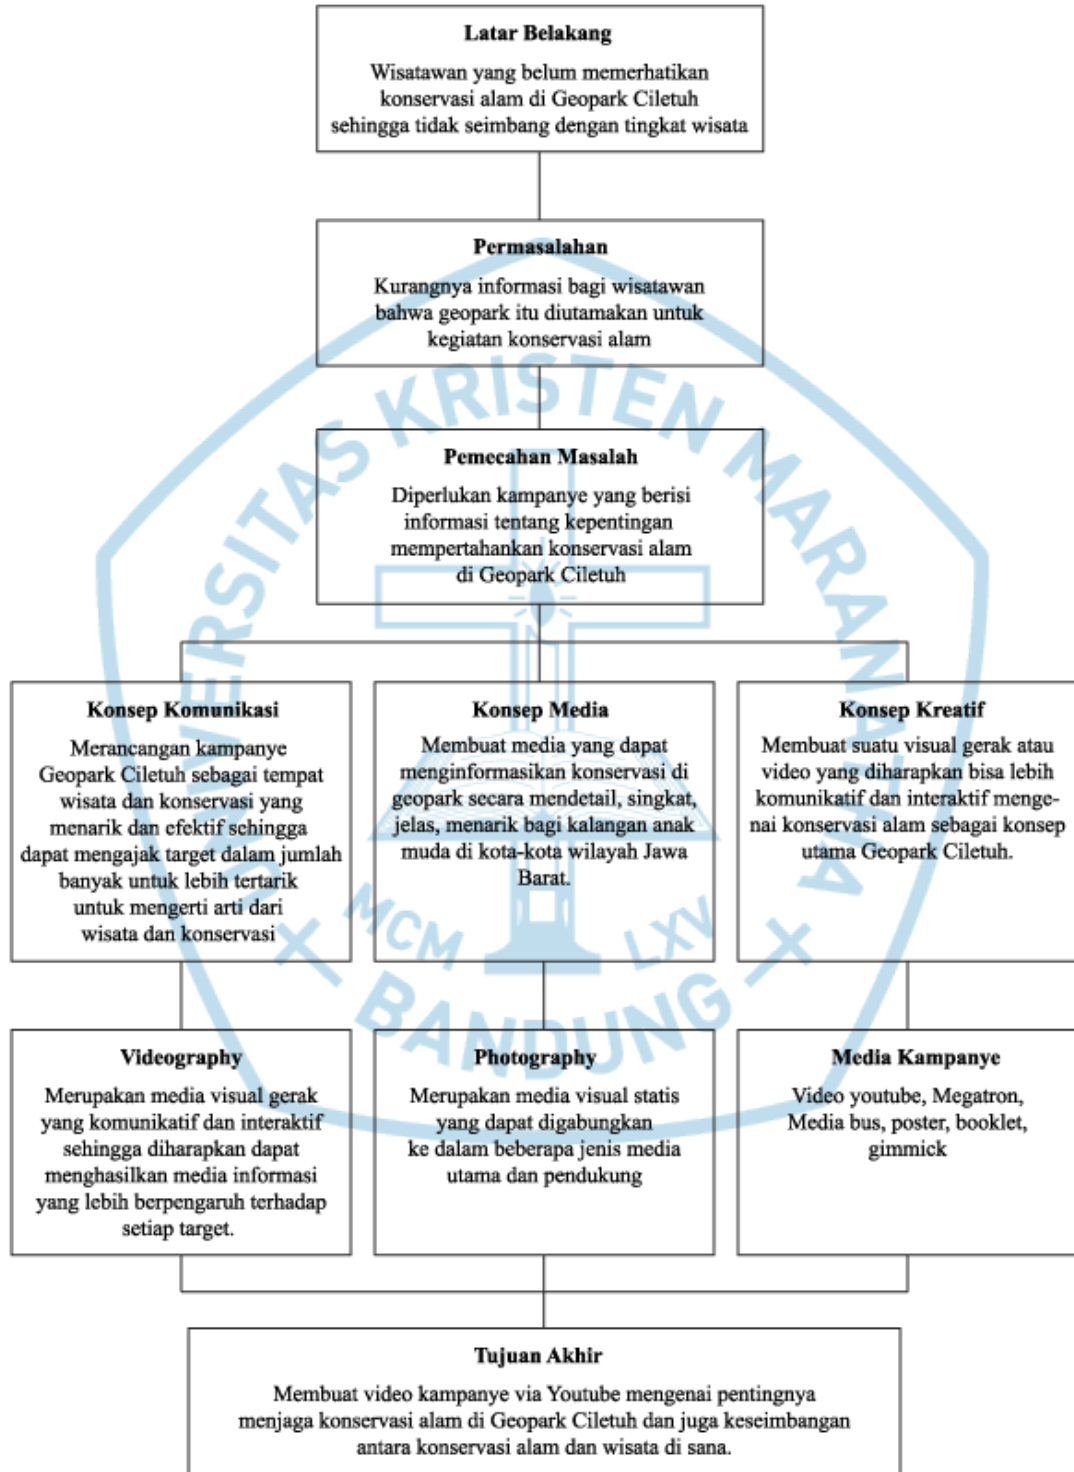 Latar Belakang
Wisatawan yang belum memerhatikan
konservasi alam di Geopark Ciletuh
sehingga tidak seimbang dengan tingkat wisata
Permasalahan
Kurangnya informasi bagi wisatawan
bahwa geopark itu diutamakan untuk
kegiatan konservasi alam
Pemecahan Masalah
Diperlukan kampanye yang berisi
informasi tentang kepentingan
mempertahankan konservasi alam
di Geopark Ciletuh
Konsep Komunikasi
Merancangan kampanye
Geopark Ciletuh sebagai tempat
wisata dan konservasi yang
menarik dan efektif sehingga
dapat mengajak target dalam jumlah
banyak untuk lebih tertarik
untuk mengerti arti dari
wisata dan konservasi
Konsep Media
Membuat media yang dapat
menginformasikan konservasi di
geopark secara mendetail, singkat,
jelas, menarik bagi kalangan anak
muda di kota-kota wilayah Jawa
Barat.
Konsep Kreatif
Membuat suatu visual gerak atau
video yang diharapkan bisa lebih
komunikatif dan interaktif menge-
nai konservasi alam sebagai konsep
utama Geopark Ciletuh.
Videography
Merupakan media visual gerak
yang komunikatif dan interaktif
sehingga diharapkan dapat
menghasilkan media informasi
yang lebih berpengaruh terhadap
setiap target.
Photography
Merupakan media visual statis
yang dapat digabungkan
ke dalam beberapa jenis media
utama dan pendukung
Media Kampanye
Video youtube, Megatron,
Media bus, poster, booklet,
gimmick
Tujuan Akhir
Membuat video kampanye via Youtube mengenai pentingnya
menjaga konservasi alam di Geopark Ciletuh dan juga keseimbangan
antara konservasi alam dan wisata di sana.
UNIVERSITAS KRISTEN MARANATHA
MCM LXV
BANDUNG